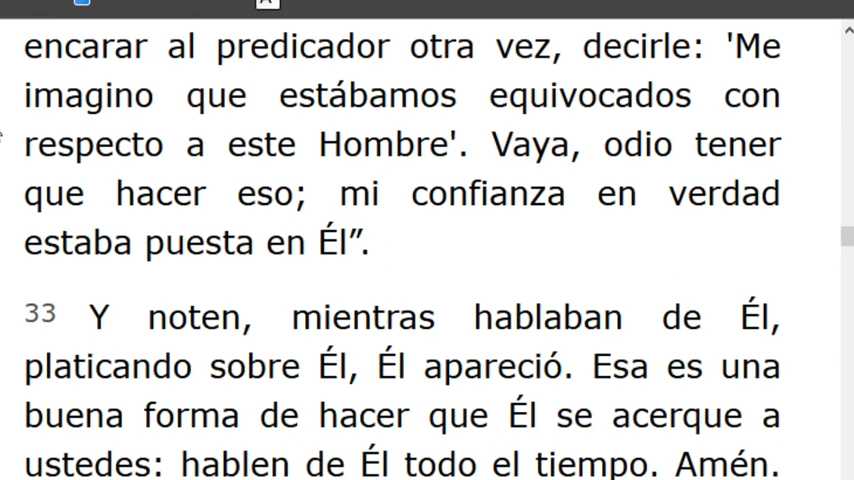 encarar al predicador otra vez, decirle: 'Me
imagino que estábamos equivocados con
respecto a este Hombre'. Vaya, odio tener
que hacer eso; mi confianza en verdad
estaba puesta en Él”.
33 Y noten, mientras hablaban de Él,
platicando sobre Él, Él apareció. Esa es una
buena forma de hacer que Él se acerque a
ustedes: hablen de Él todo el tiempo. Amén.